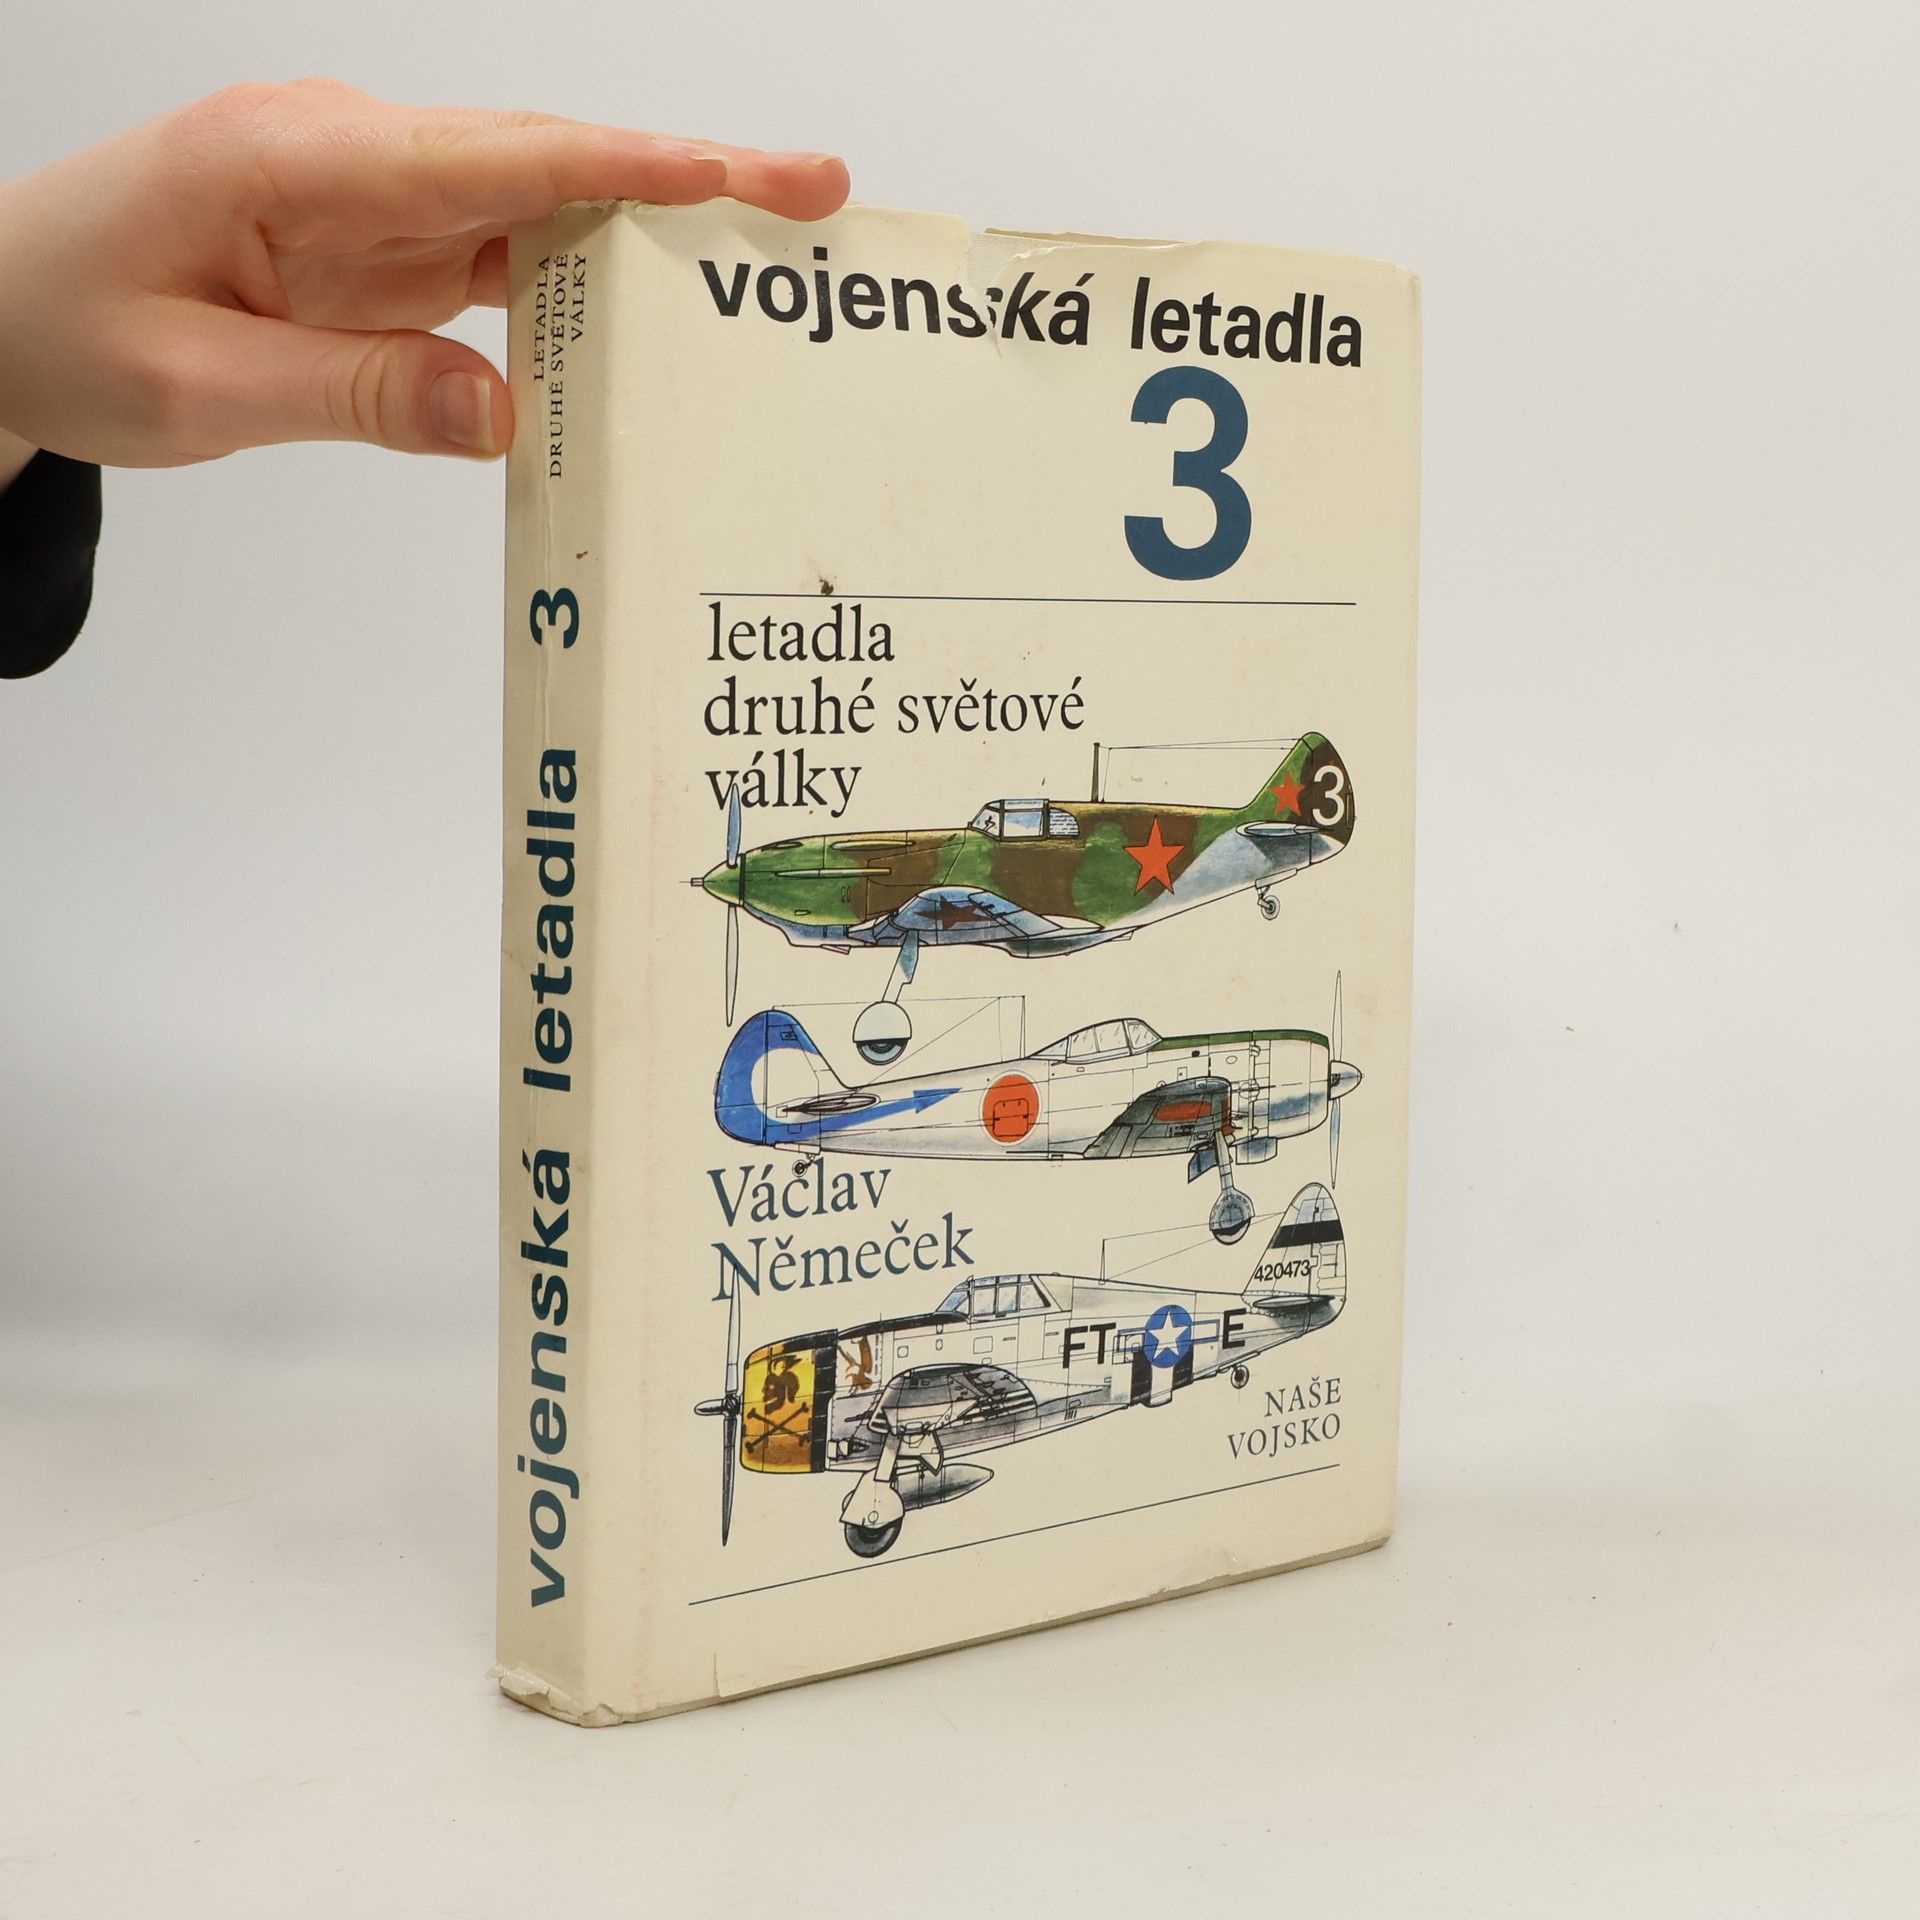 LETADLA
DRUHÉ SVĚTOVÉ
VÁLKY
vojenská letadla 3
vojenská letadla
3
letadla
druhé světové
války
3
Václav
Němeček
420473
FT E
NAŠE
VOJSKO